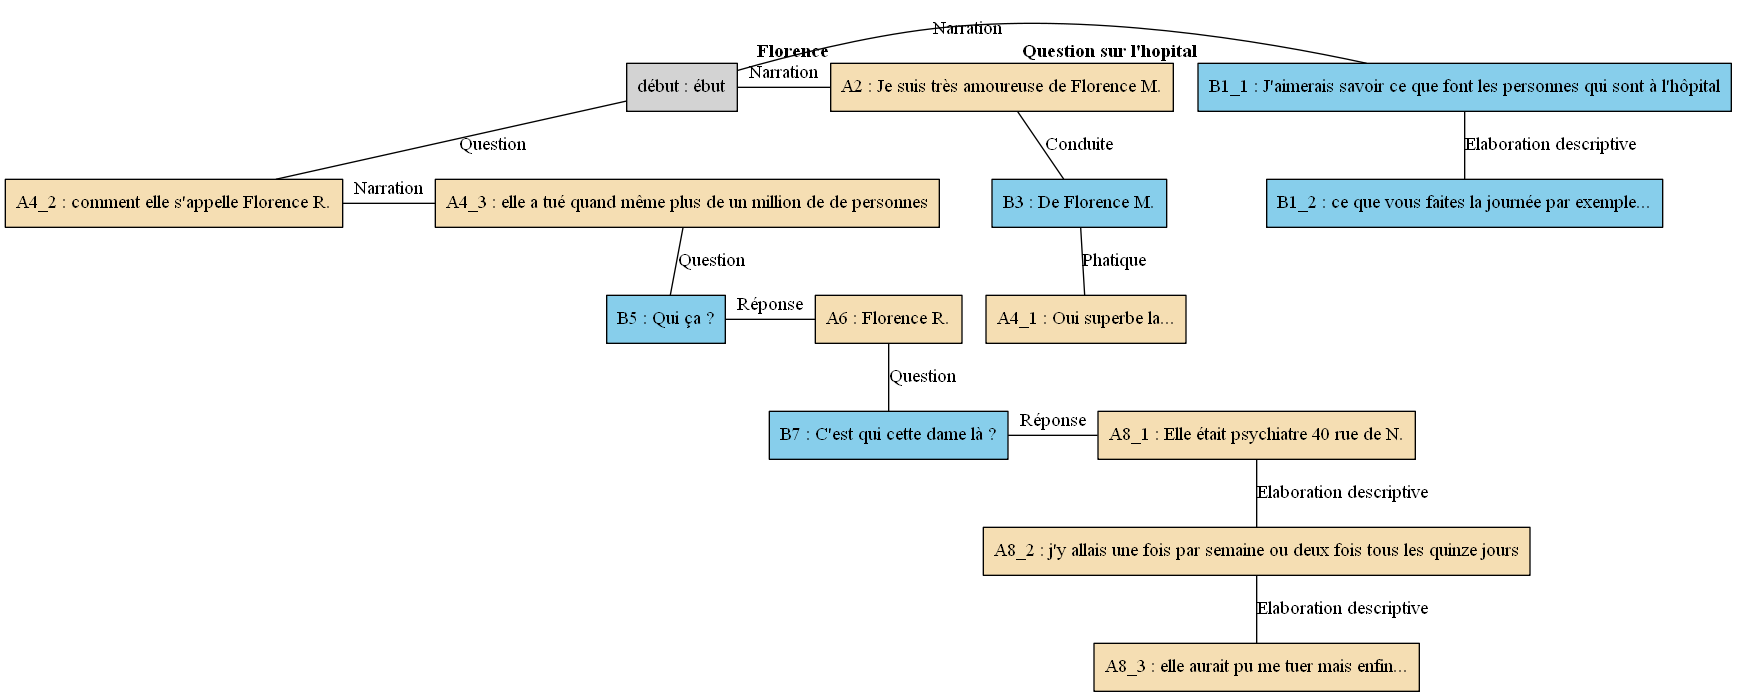 Narration
Florence
Question sur l'hopital
Narration
début : ébut
A2 : Je suis très amoureuse de Florence M.
B1_1 : J'aimerais savoir ce que font les personnes qui sont à l'hôpital
Question
Conduite
Elaboration descriptive
A4_2 : comment elle s'appelle Florence R.
Narration
A4_3 : elle a tué quand même plus de un million de de personnes
B3 : De Florence M.
B1_2 : ce que vous faites la journée par exemple...
Question
Phatique
B5 : Qui ça ?
Réponse
A6 : Florence R.
A4_1 : Oui superbe la...
Question
B7 : C'est qui cette dame là ?
Réponse
A8_1 : Elle était psychiatre 40 rue de N.
Elaboration descriptive
A8_2 : j'y allais une fois par semaine ou deux fois tous les quinze jours
Elaboration descriptive
A8_3 : elle aurait pu me tuer mais enfin...